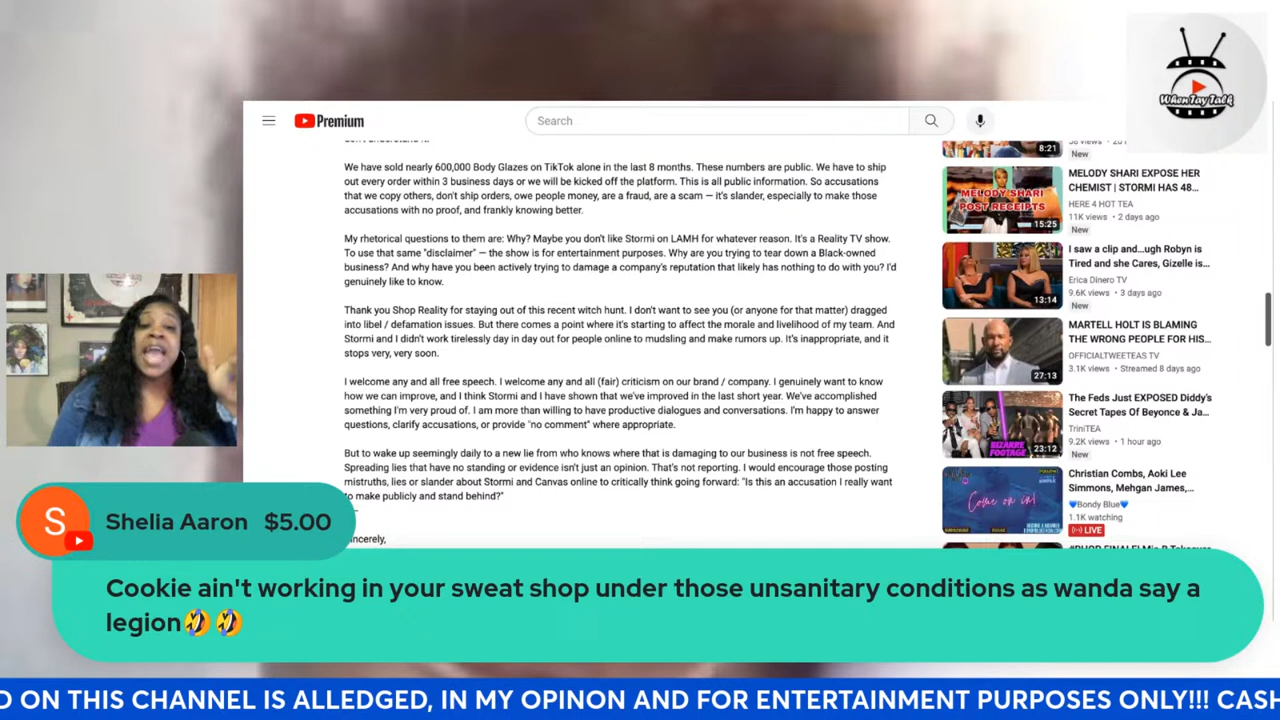 WhenTayTalk
Premium
Search
We have sold nearly 600,000 Body Glazes on TikTok alone in the last 8 months. These numbers are public. We have to ship
out every order within 3 business days or we will be kicked off the platform. This is all public information. So accusations
that we copy others, don't ship orders, owe people money, are a fraud, are a scam — it's slander, especially to make those
accusations with no proof, and frankly knowing better.
My rhetorical questions to them are: Why? Maybe you don't like Stormi on LAMH for whatever reason. It's a Reality TV show.
To use that same "disclaimer" — the show is for entertainment purposes. Why are you trying to tear down a Black-owned
business? And why have you been actively trying to damage a company's reputation that likely has nothing to do with you? I'd
genuinely like to know.
Thank you Shop Reality for staying out of this recent witch hunt. I don't want to see you (or anyone for that matter) dragged
into libel / defamation issues. But there comes a point where it's starting to affect the morale and livelihood of my team. And
Stormi and I didn't work tirelessly day in day out for people online to mudsling and make rumors up. It's inappropriate, and it
stops very, very soon.
I welcome any and all free speech. I welcome any and all (fair) criticism on our brand / company. I genuinely want to know
how we can improve, and I think Stormi and I have shown that we've improved in the last short year. We've accomplished
something I'm very proud of. I am more than willing to have productive dialogues and conversations. I'm happy to answer
questions, clarify accusations, or provide "no comment" where appropriate.
But to wake up seemingly daily to a new lie from who knows where that is damaging to our business is not free speech.
Spreading lies that have no standing or evidence isn't just an opinion. That's not reporting. I would encourage those posting
mistruths, lies or slander about Stormi and Canvas online to critically think going forward: "Is this an accusation I really want
to make publicly and stand behind?"
incerely,
8:21
New
MELODY SHARI
POST RECEIPTS
15:25
MELODY SHARI EXPOSE HER
CHEMIST | STORMI HAS 48...
HERE 4 HOT TEA
11K views • 2 days ago
New
13:14
I saw a clip and...ugh Robyn is
Tired and she Cares, Gizelle is...
Erica Dinero TV
9.6K views • 3 days ago
New
27:13
MARTELL HOLT IS BLAMING
THE WRONG PEOPLE FOR HIS...
OFFICIALTWEETEAS TV
3.1K views • Streamed 8 days ago
BIZARRE
FOOTAGE
23:12
The Feds Just EXPOSED Diddy's
Secret Tapes Of Beyonce & Ja...
TriniTEA
9.2K views • 1 hour ago
New
Come on in!
Christian Combs, Aoki Lee
Simmons, Mehgan James,...
💙Bondy Blue💙
1.1K watching
LIVE
S
Shelia Aaron $5.00
Cookie ain't working in your sweat shop under those unsanitary conditions as wanda say a
legion🤣🤣
D ON THIS CHANNEL IS ALLEDGED, IN MY OPINON AND FOR ENTERTAINMENT PURPOSES ONLY!!! CASH